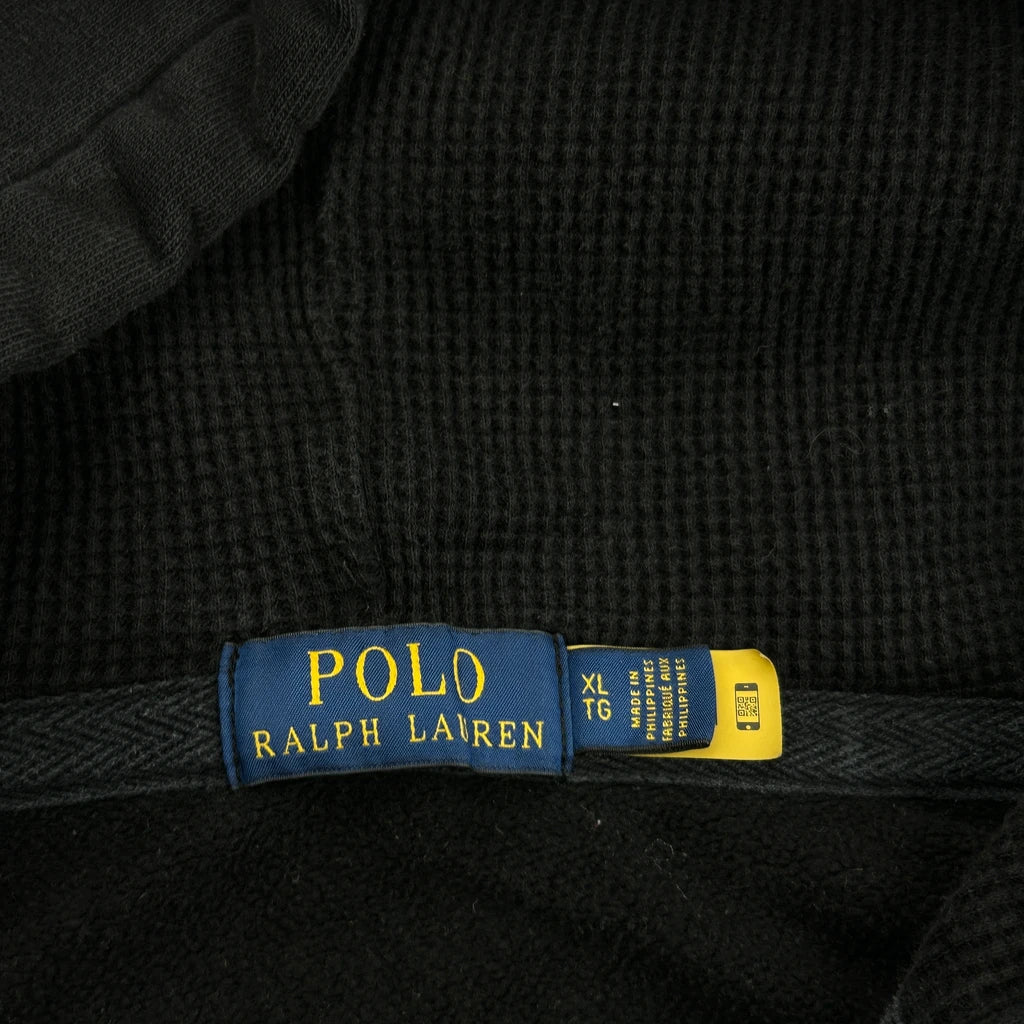 POLO
RALPH LAUREN
XL
TG
MADE IN
PHILIPPINES
FABRIQUÉ AUX
PHILIPPINES